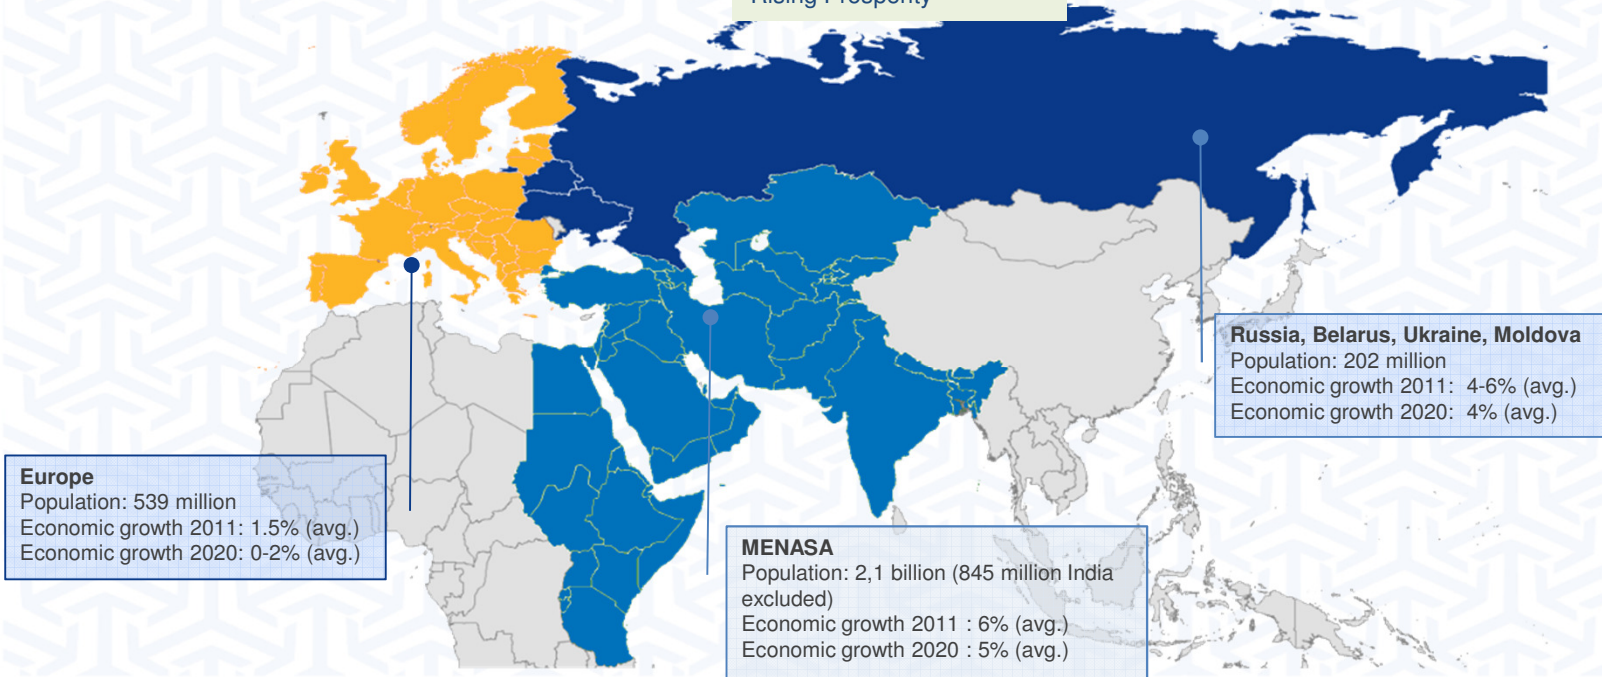 Rising Prosperity
Russia, Belarus, Ukraine, Moldova
Population: 202 million
Economic growth 2011:  4-6% (avg.)
Economic growth 2020:  4% (avg.)
Europe
Population: 539 million
Economic growth 2011: 1.5% (avg.)
Economic growth 2020: 0-2% (avg.)
MENASA
Population: 2,1 billion (845 million India
excluded)
Economic growth 2011 : 6% (avg.)
Economic growth 2020 : 5% (avg.)